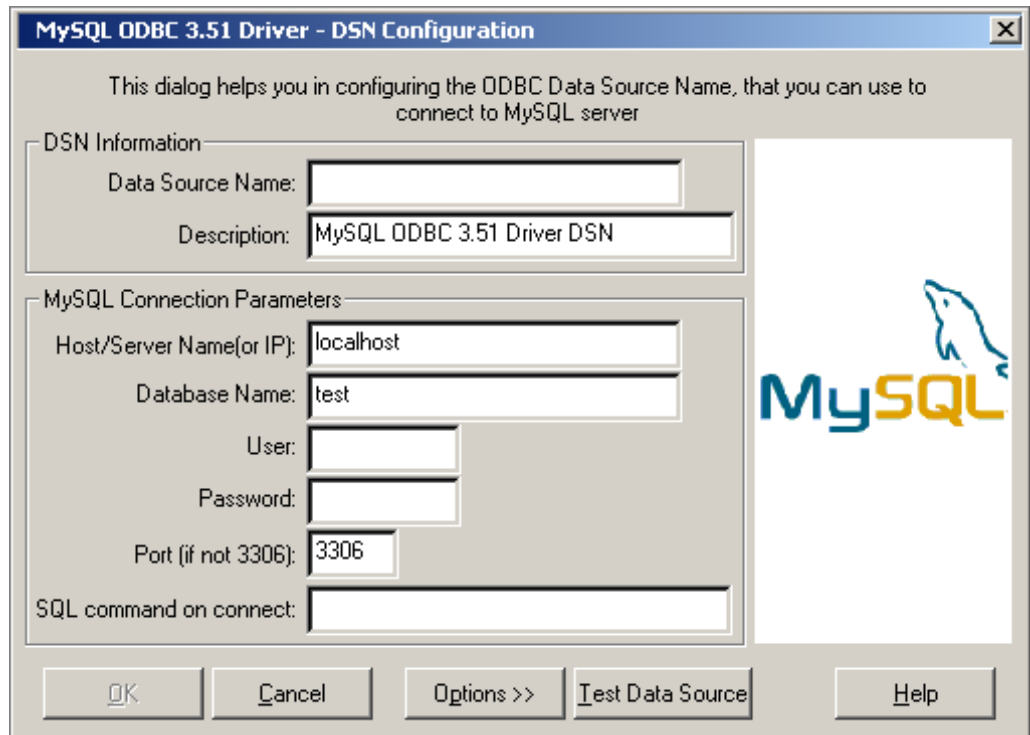 MySQL ODBC 3.51 Driver - DSN Configuration
This dialog helps you in configuring the ODBC Data Source Name, that you can use to
connect to MySQL server
DSN Information
Data Source Name:
Description: MySQL ODBC 3.51 Driver DSN
MySQL Connection Parameters
Host/Server Name(or IP): localhost
Database Name: test
User:
Password:
Port (if not 3306): 3306
SQL command on connect:
MySQL
OK Cancel Options >> Test Data Source Help